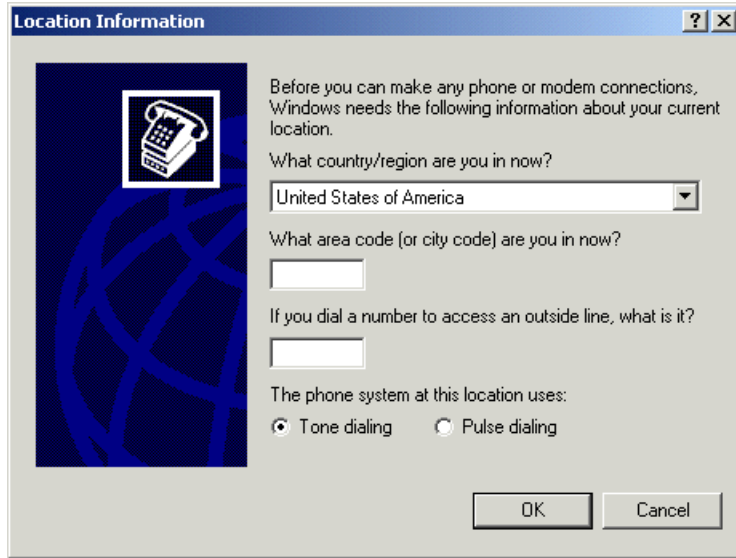 Location Information
Before you can make any phone or modem connections,
Windows needs the following information about your current
location.
What country/region are you in now?
United States of America
What area code (or city code) are you in now?
If you dial a number to access an outside line, what is it?
The phone system at this location uses:
Tone dialing Pulse dialing
OK Cancel